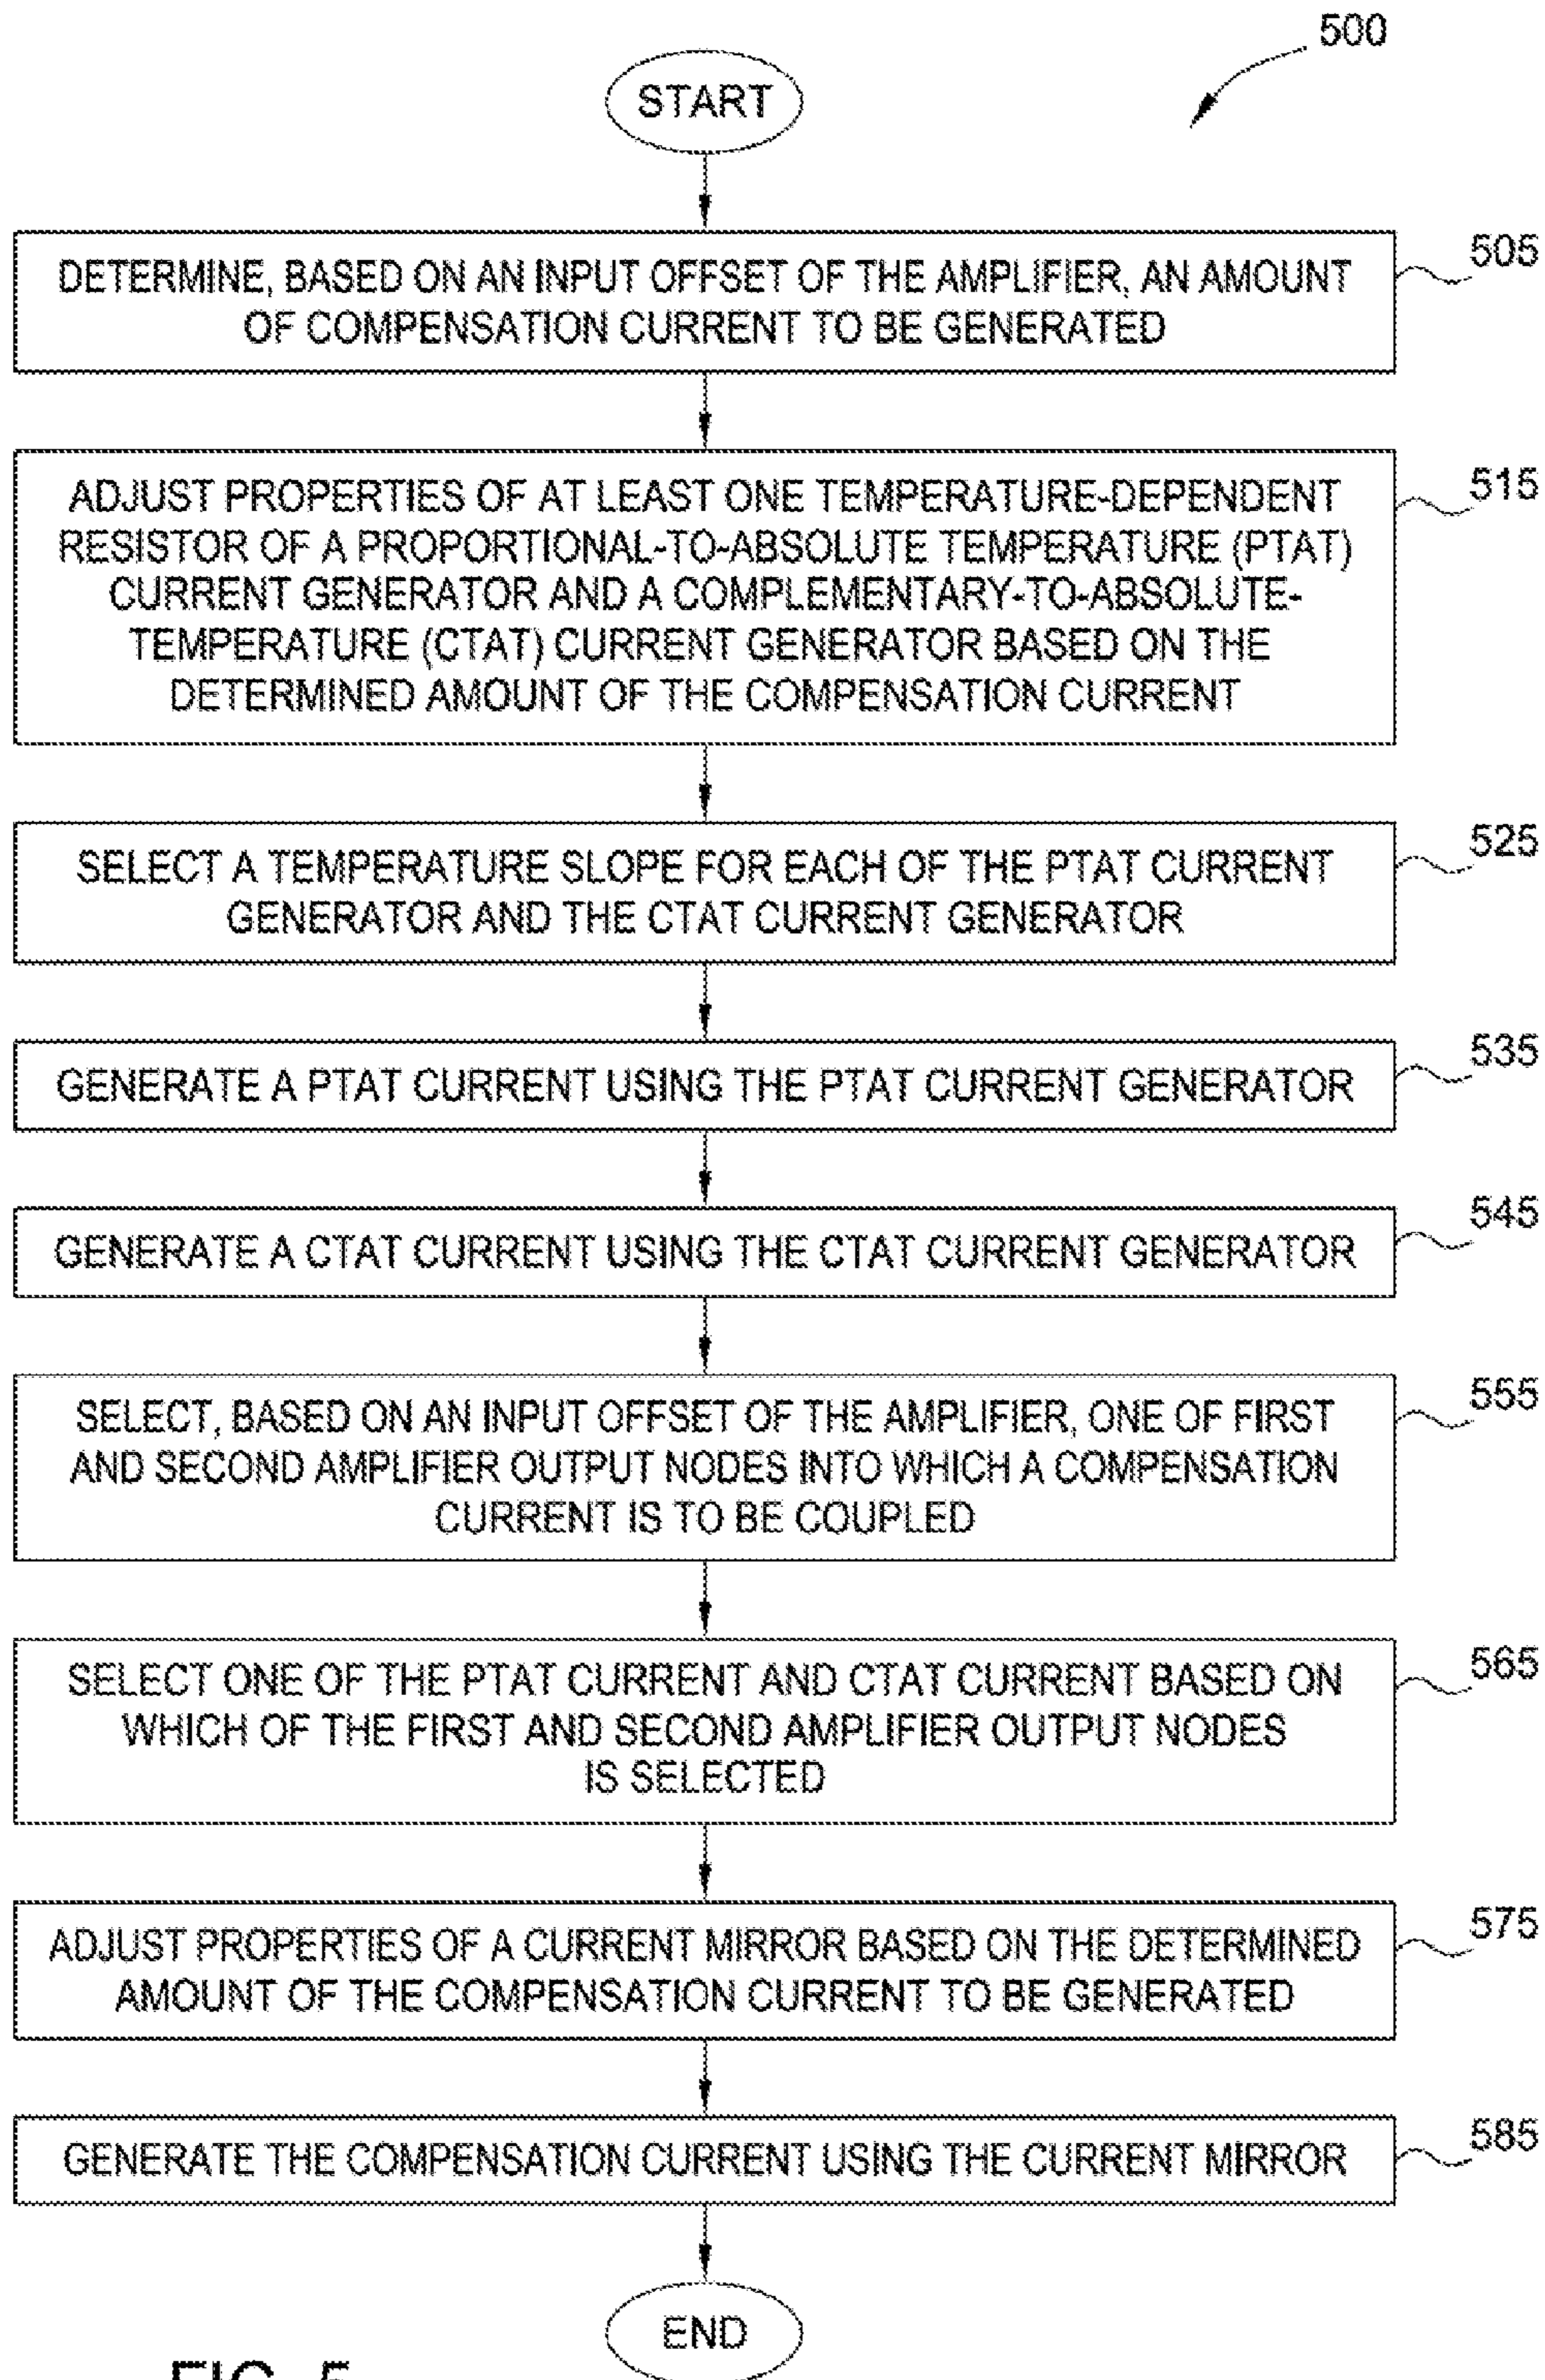 500
START
DETERMINE, BASED ON AN INPUT OFFSET OF THE AMPLIFIER, AN AMOUNT
OF COMPENSATION CURRENT TO BE GENERATED
505
ADJUST PROPERTIES OF AT LEAST ONE TEMPERATURE-DEPENDENT
RESISTOR OF A PROPORTIONAL-TO-ABSOLUTE TEMPERATURE (PTAT)
CURRENT GENERATOR AND A COMPLEMENTARY-TO-ABSOLUTE-
TEMPERATURE (CTAT) CURRENT GENERATOR BASED ON THE
DETERMINED AMOUNT OF THE COMPENSATION CURRENT
515
SELECT A TEMPERATURE SLOPE FOR EACH OF THE PTAT CURRENT
GENERATOR AND THE CTAT CURRENT GENERATOR
525
GENERATE A PTAT CURRENT USING THE PTAT CURRENT GENERATOR
535
GENERATE A CTAT CURRENT USING THE CTAT CURRENT GENERATOR
545
SELECT, BASED ON AN INPUT OFFSET OF THE AMPLIFIER, ONE OF FIRST
AND SECOND AMPLIFIER OUTPUT NODES INTO WHICH A COMPENSATION
CURRENT IS TO BE COUPLED
555
SELECT ONE OF THE PTAT CURRENT AND CTAT CURRENT BASED ON
WHICH OF THE FIRST AND SECOND AMPLIFIER OUTPUT NODES
IS SELECTED
565
ADJUST PROPERTIES OF A CURRENT MIRROR BASED ON THE DETERMINED
AMOUNT OF THE COMPENSATION CURRENT TO BE GENERATED
575
GENERATE THE COMPENSATION CURRENT USING THE CURRENT MIRROR
585
END
FIG. 5